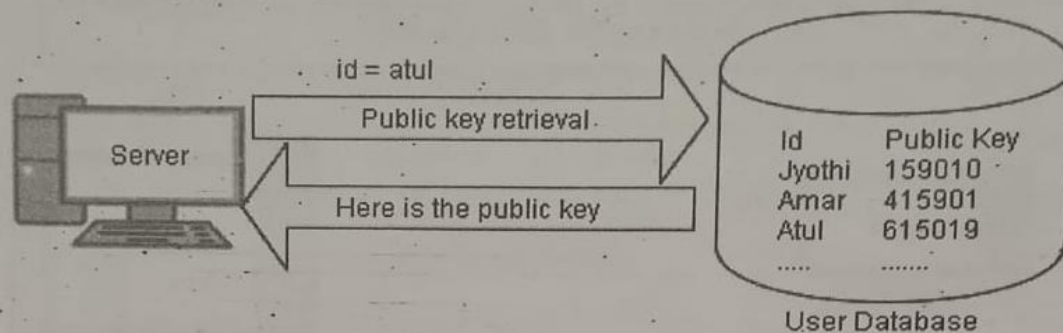 id = atul
Public key retrieval
Server
Here is the public key
Id Public Key
Jyothi 159010
Amar 415901
Atul 615019
..... .......
User Database